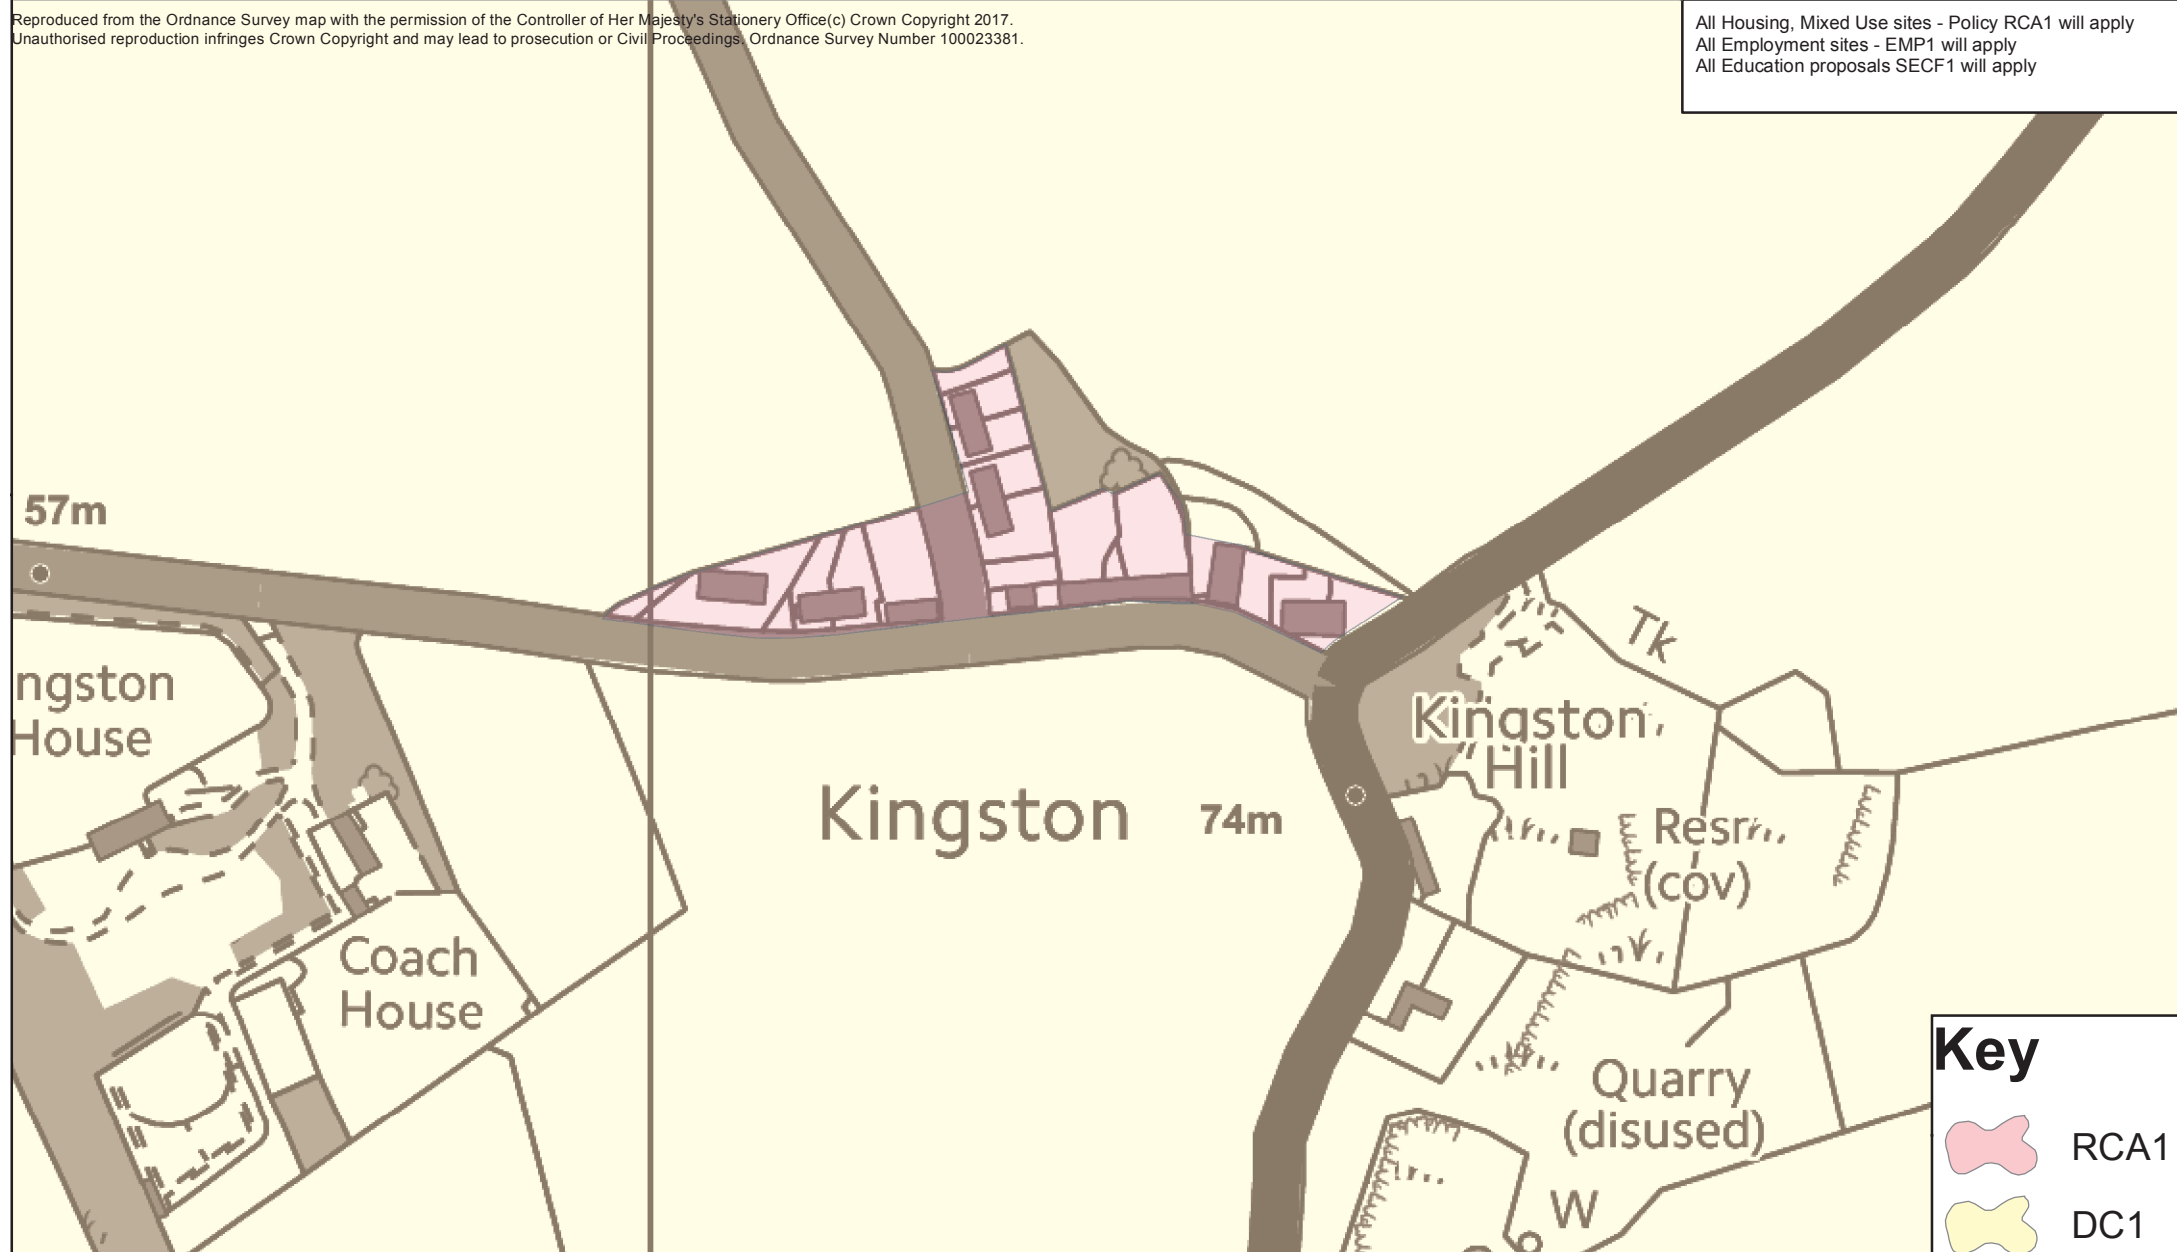 Reproduced from the Ordnance Survey map with the permission of the Controller of Her Majesty's Stationery Office(c) Crown Copyright 2017.
Unauthorised reproduction infringes Crown Copyright and may lead to prosecution or Civil Proceedings. Ordnance Survey Number 100023381.
All Housing, Mixed Use sites - Policy RCA1 will apply
All Employment sites - EMP1 will apply
All Education proposals SECF1 will apply
57m
Tk
ngston
House
Kingston
Hill
Kingston
74m
Resr
(cov)
Coach
House
Quarry
(disused)
W
Key
RCA1
DC1